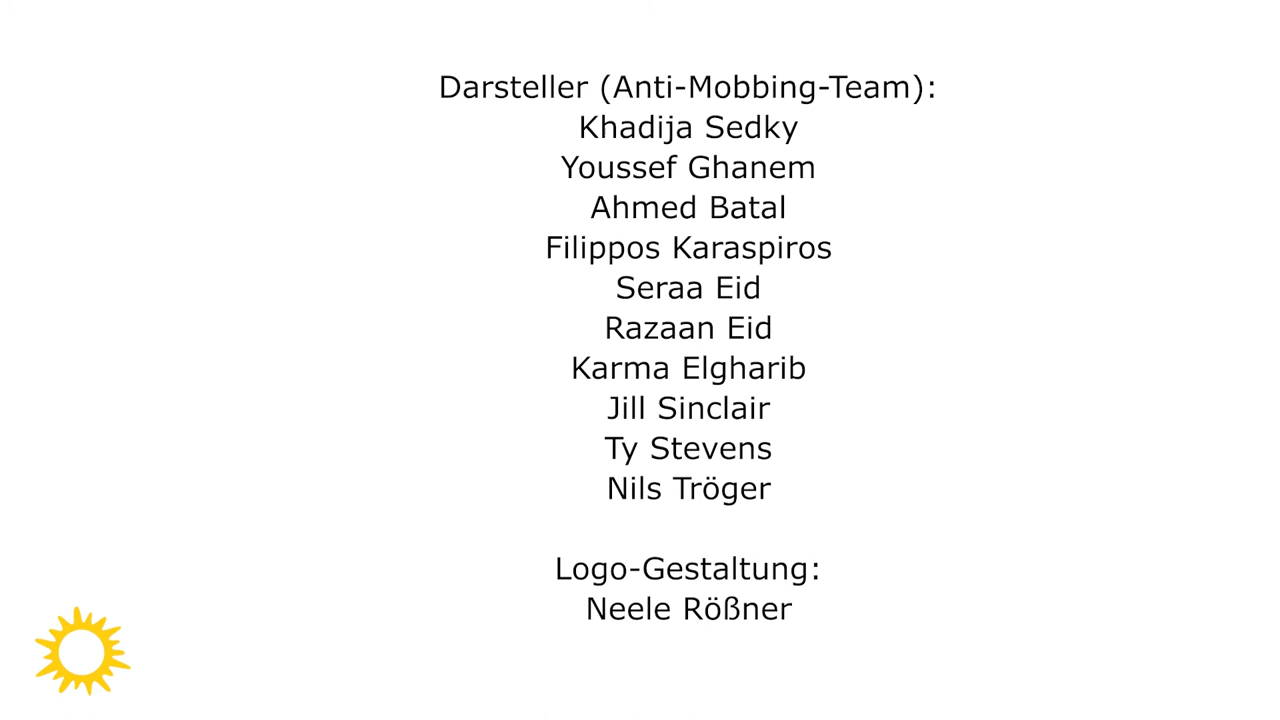 Darsteller (Anti-Mobbing-Team):
Khadija Sedky
Youssef Ghanem
Ahmed Batal
Filippos Karaspiros
Seraa Eid
Razaan Eid
Karma Elgharib
Jill Sinclair
Ty Stevens
Nils Tröger
Logo-Gestaltung:
Neele Rößner